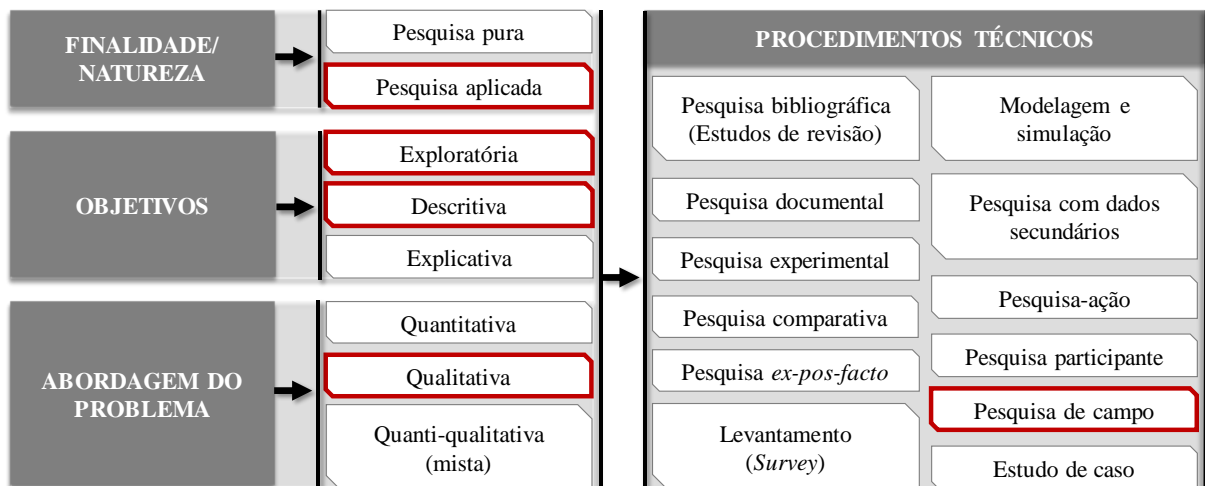 FINALIDADE/
NATUREZA
Pesquisa pura
Pesquisa aplicada
OBJETIVOS
Exploratória
Descritiva
Explicativa
ABORDAGEM DO
PROBLEMA
Quantitativa
Qualitativa
Quanti-qualitativa
(mista)
PROCEDIMENTOS TÉCNICOS
Pesquisa bibliográfica
(Estudos de revisão)
Pesquisa documental
Pesquisa experimental
Pesquisa comparativa
Pesquisa ex-pos-facto
Levantamento
(Survey)
Modelagem e
simulação
Pesquisa com dados
secundários
Pesquisa-ação
Pesquisa participante
Pesquisa de campo
Estudo de caso